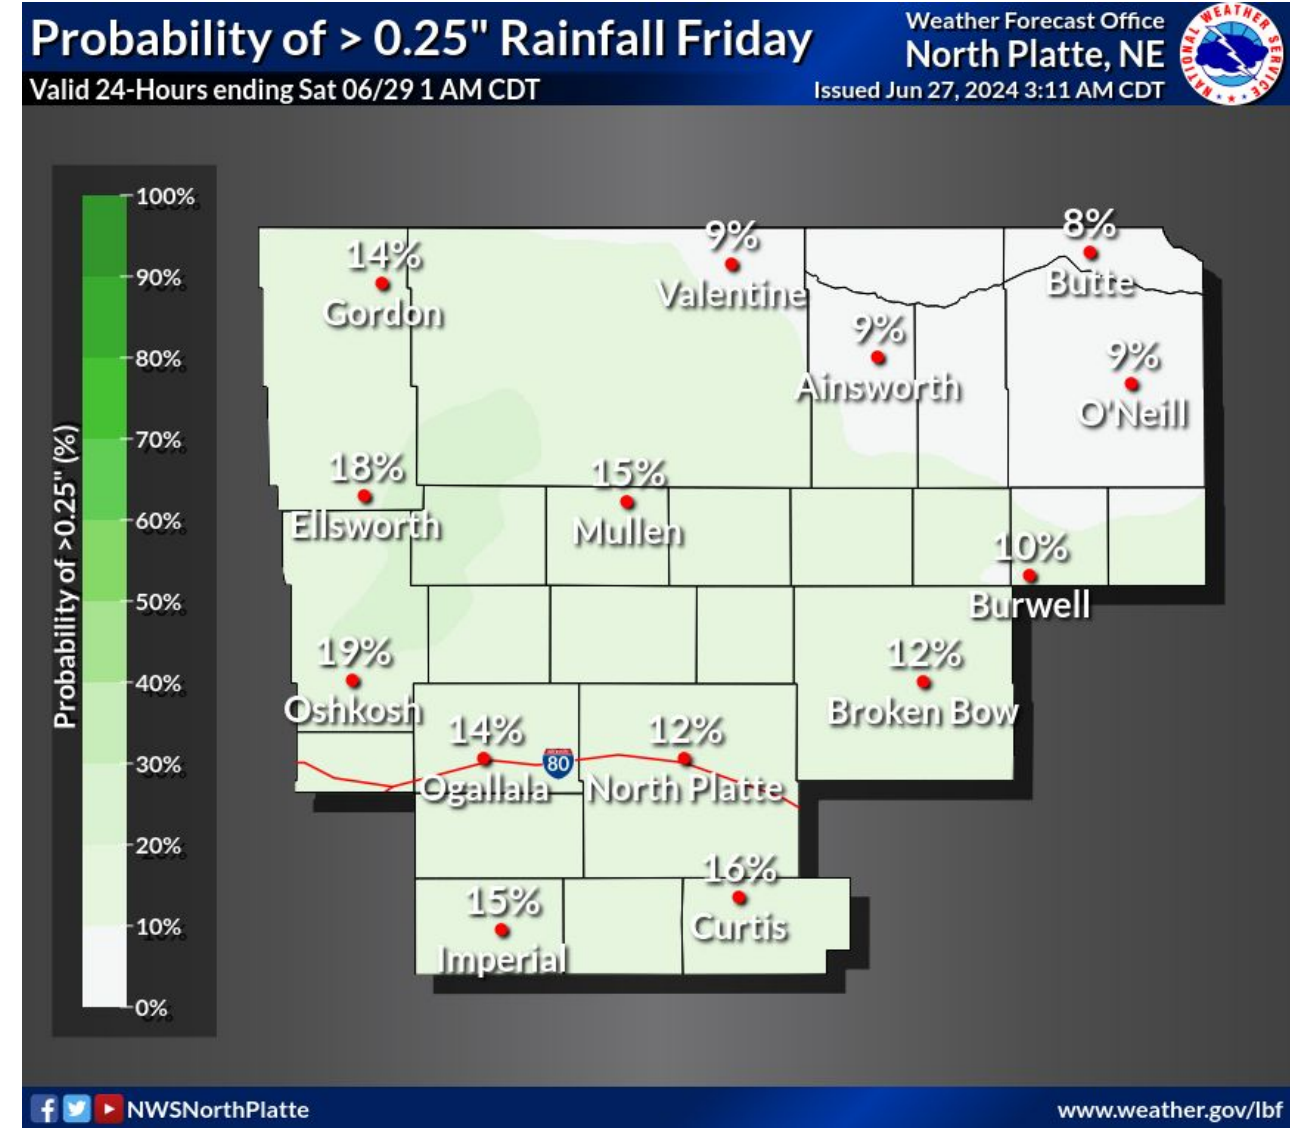 Probability of > 0.25" Rainfall Friday
Valid 24-Hours ending Sat 06/29 1 AM CDT
Weather Forecast Office
North Platte, NE
Issued Jun 27, 2024 3:11 AM CDT
NATIONAL WEATHER SERVICE
Probability of >0.25" (%)
100%
90%
80%
70%
60%
50%
40%
30%
20%
10%
0%
14%
Gordon
9%
Valentine
8%
Butte
9%
Ainsworth
9%
O'Neill
18%
Ellsworth
15%
Mullen
10%
Burwell
19%
Oshkosh
12%
Broken Bow
14%
Ogallala
80
12%
North Platte
15%
Imperial
16%
Curtis
NWSNorthPlatte
www.weather.gov/lbf